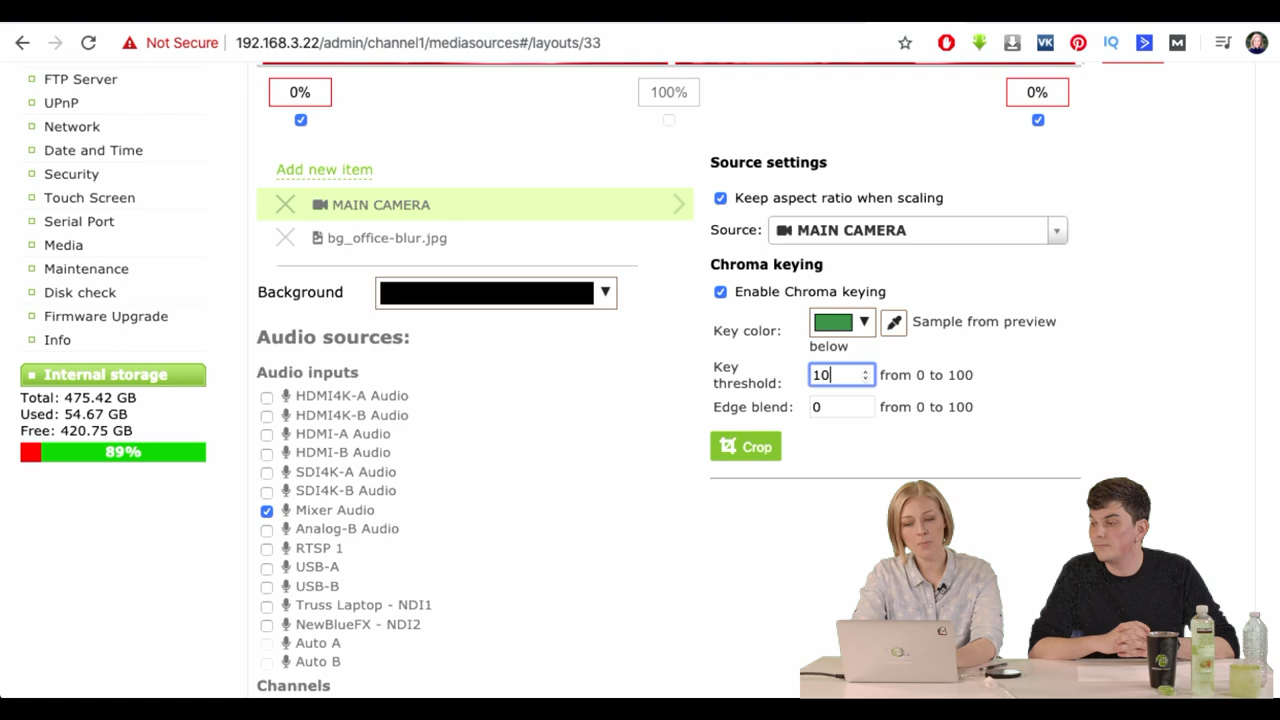 Not Secure
192.168.3.22/admin/channel1/mediasources#/layouts/33
FTP Server
UPnP
Network
Date and Time
Security
Touch Screen
Serial Port
Media
Maintenance
Disk check
Firmware Upgrade
Info
Internal storage
Total: 475.42 GB
Used: 54.67 GB
Free: 420.75 GB
89%
0%
100%
0%
Add new item
MAIN CAMERA
bg_office-blur.jpg
Background
Audio sources:
Audio inputs
HDMI4K-A Audio
HDMI4K-B Audio
HDMI-A Audio
HDMI-B Audio
SDI4K-A Audio
SDI4K-B Audio
Mixer Audio
Analog-B Audio
RTSP 1
USB-A
USB-B
Truss Laptop - NDI1
NewBlueFX - NDI2
Auto A
Auto B
Channels
Source settings
Keep aspect ratio when scaling
Source: MAIN CAMERA
Chroma keying
Enable Chroma keying
Key color: Sample from preview
below
Key
threshold: 10 from 0 to 100
Edge blend: 0 from 0 to 100
Crop